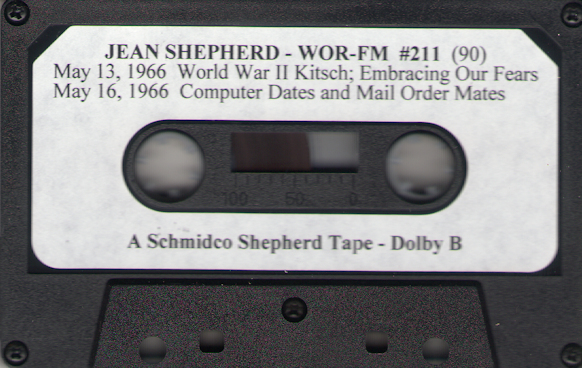 JEAN SHEPHERD - WOR-FM #211 (90)
May 13, 1966 World War II Kitsch; Embracing Our Fears
May 16, 1966 Computer Dates and Mail Order Mates
100 50 0
A Schmidco Shepherd Tape - Dolby B